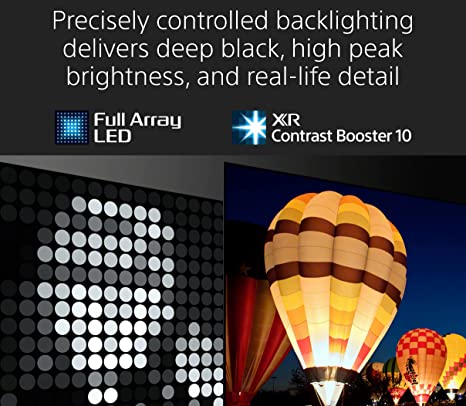 Precisely controlled backlighting
delivers deep black, high peak
brightness, and real-life detail
Full Array
LED
XR
Contrast Booster 10